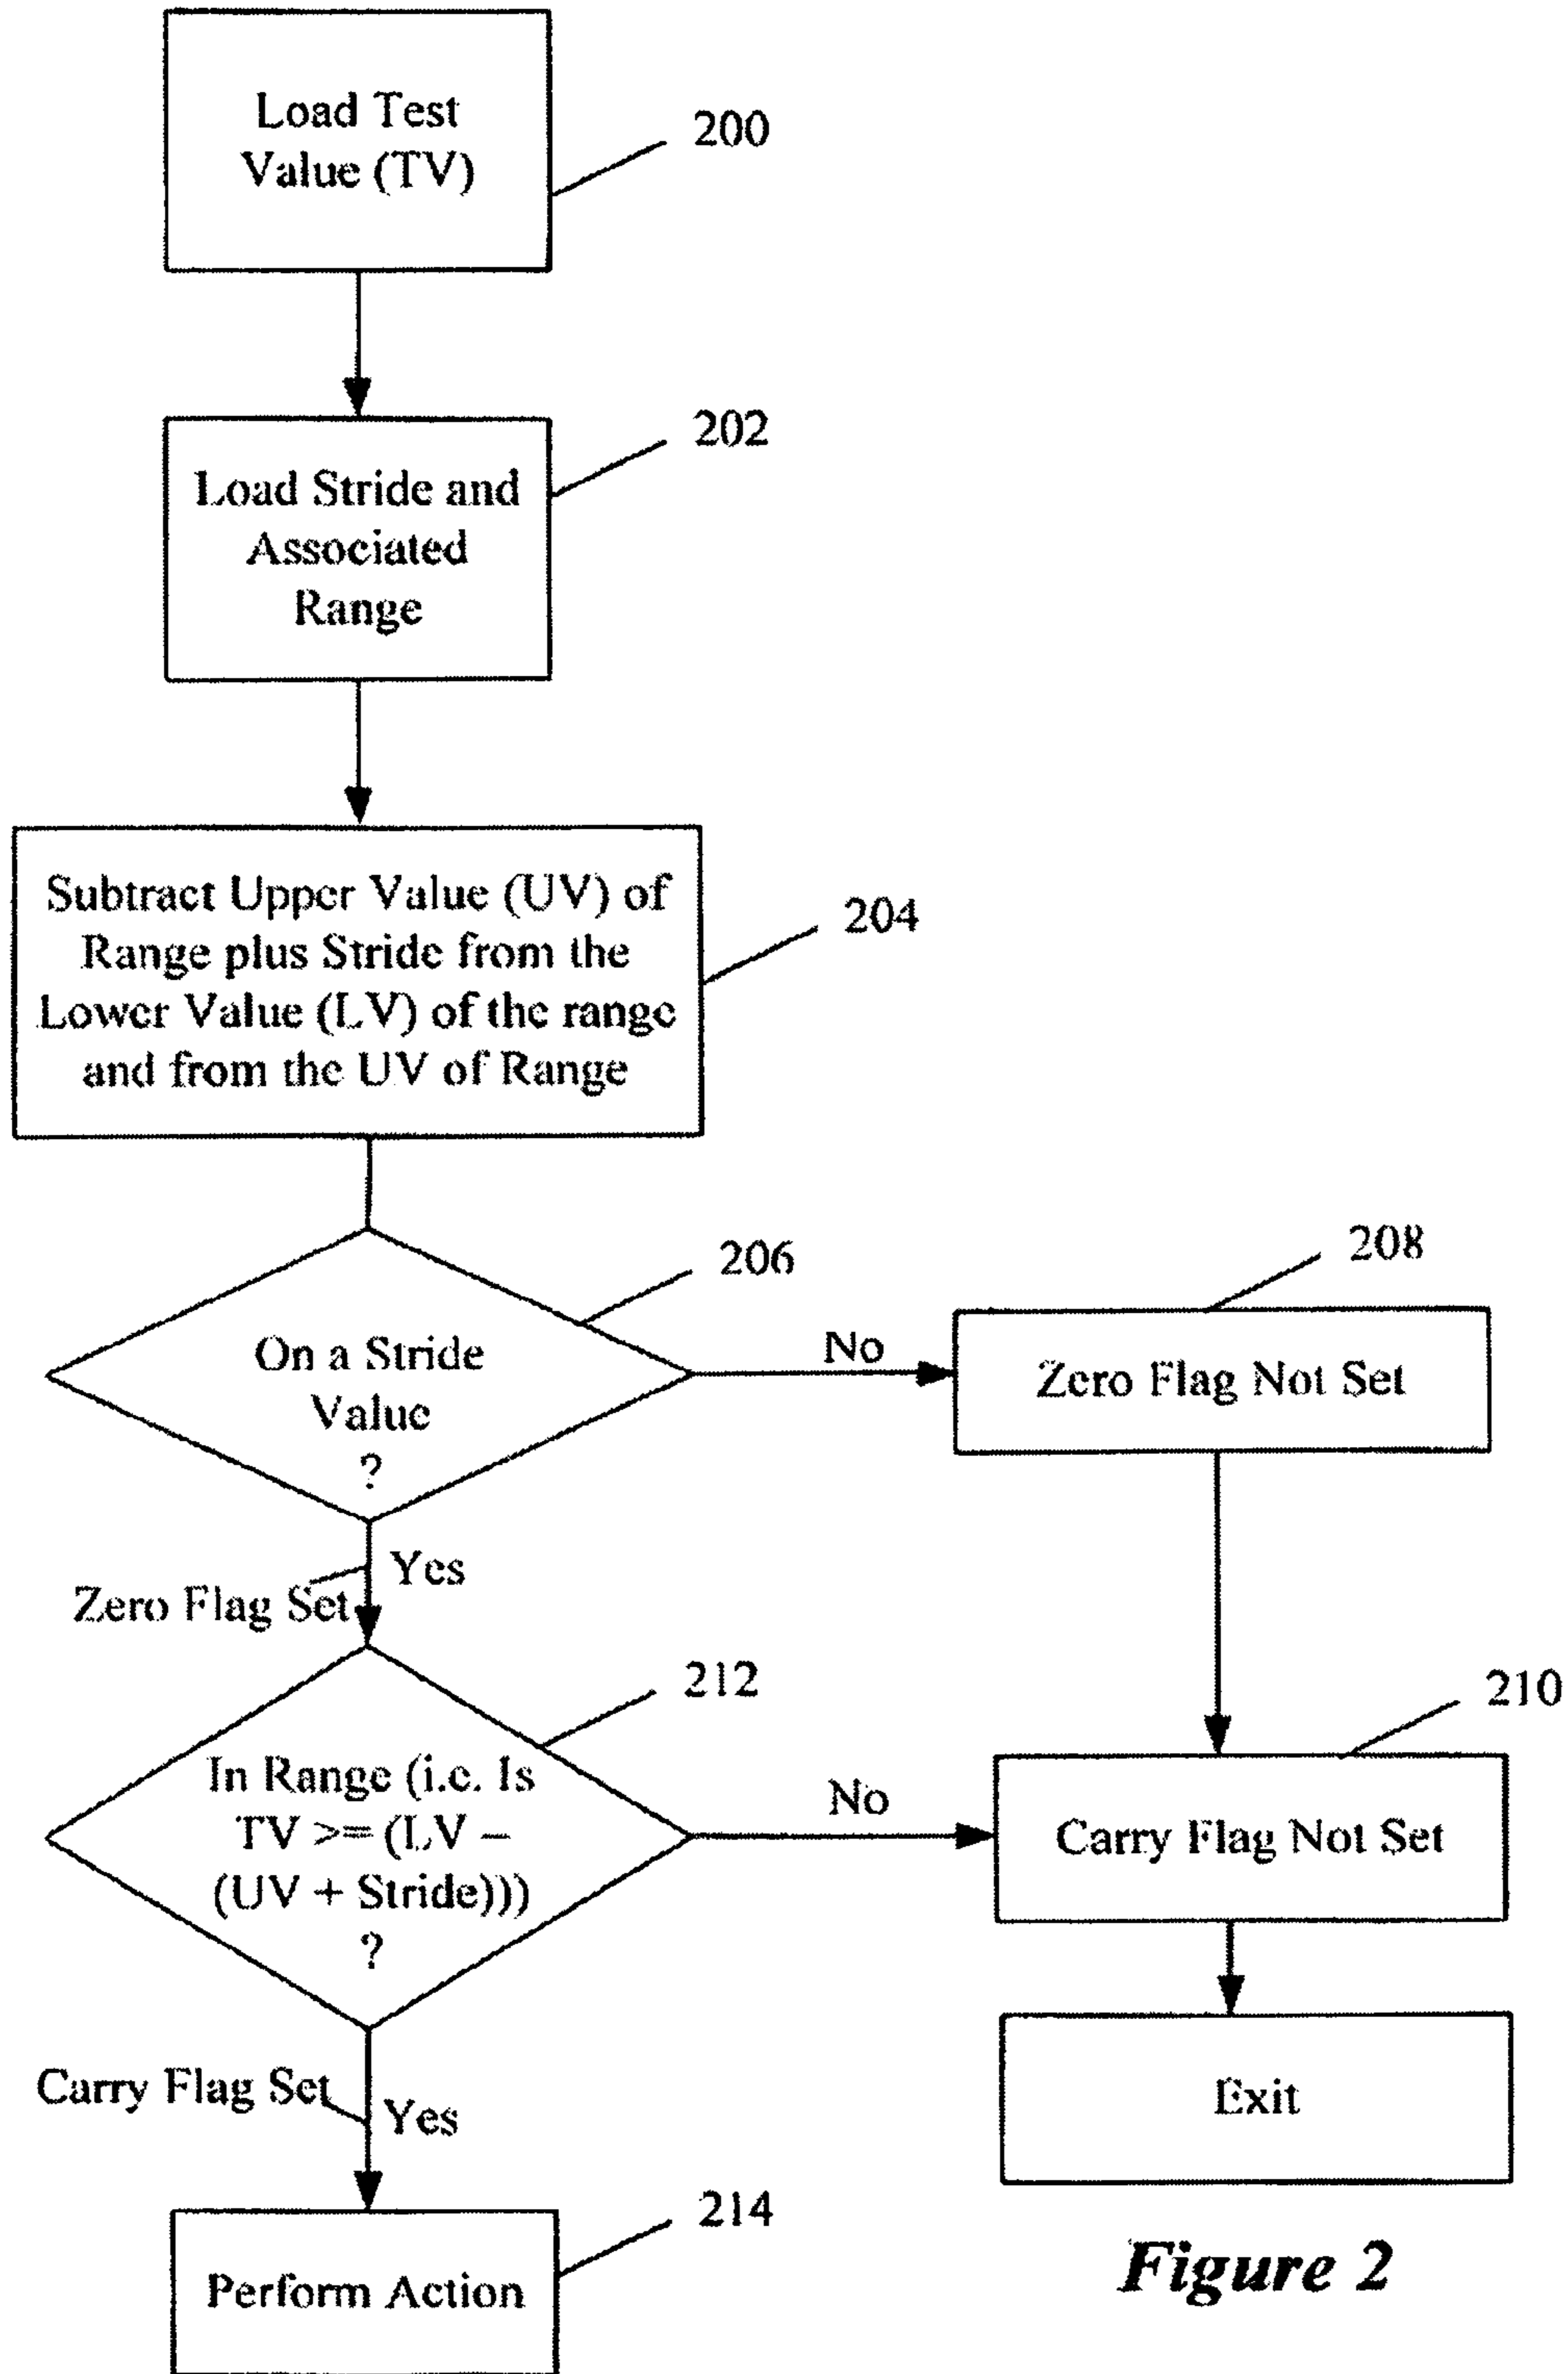 Load Test
Value (TV)
200
202
Load Stride and
Associated
Range
Subtract Upper Value (UV) of
Range plus Stride from the
Lower Value (LV) of the range
and from the UV of Range
204
206
208
On a Stride
Value
?
No
Zero Flag Not Set
Yes
Zero Flag Set
212
210
In Range (i.e. Is
TV >= (LV –
(UV + Stride)))
?
No
Carry Flag Not Set
Carry Flag Set
Yes
Exit
214
Perform Action
Figure 2